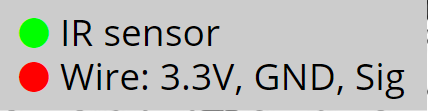 IR sensor
Wire: 3.3V, GND, Sig